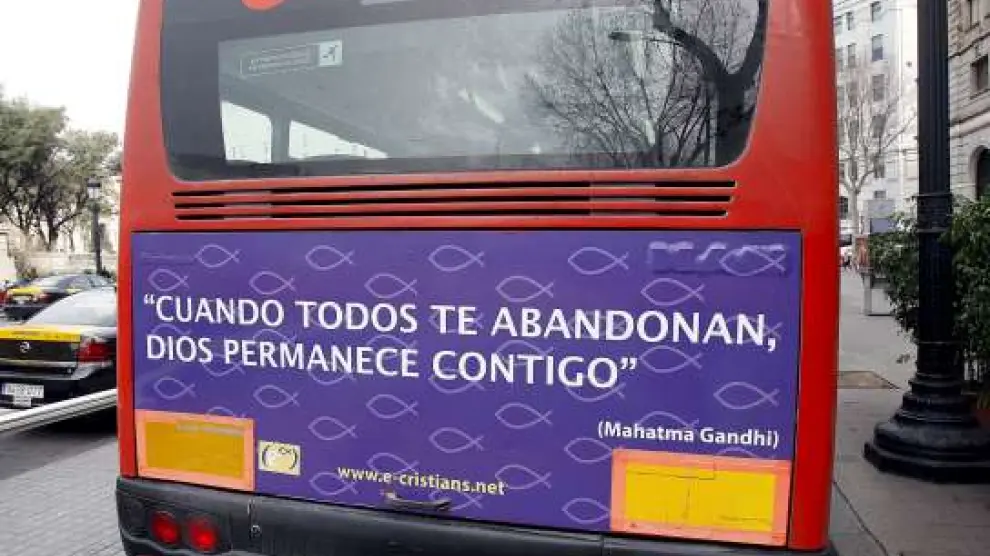 “CUANDO TODOS TE ABANDONAN,
DIOS PERMANECE CONTIGO”
(Mahatma Gandhi)
www.e-cristians.net